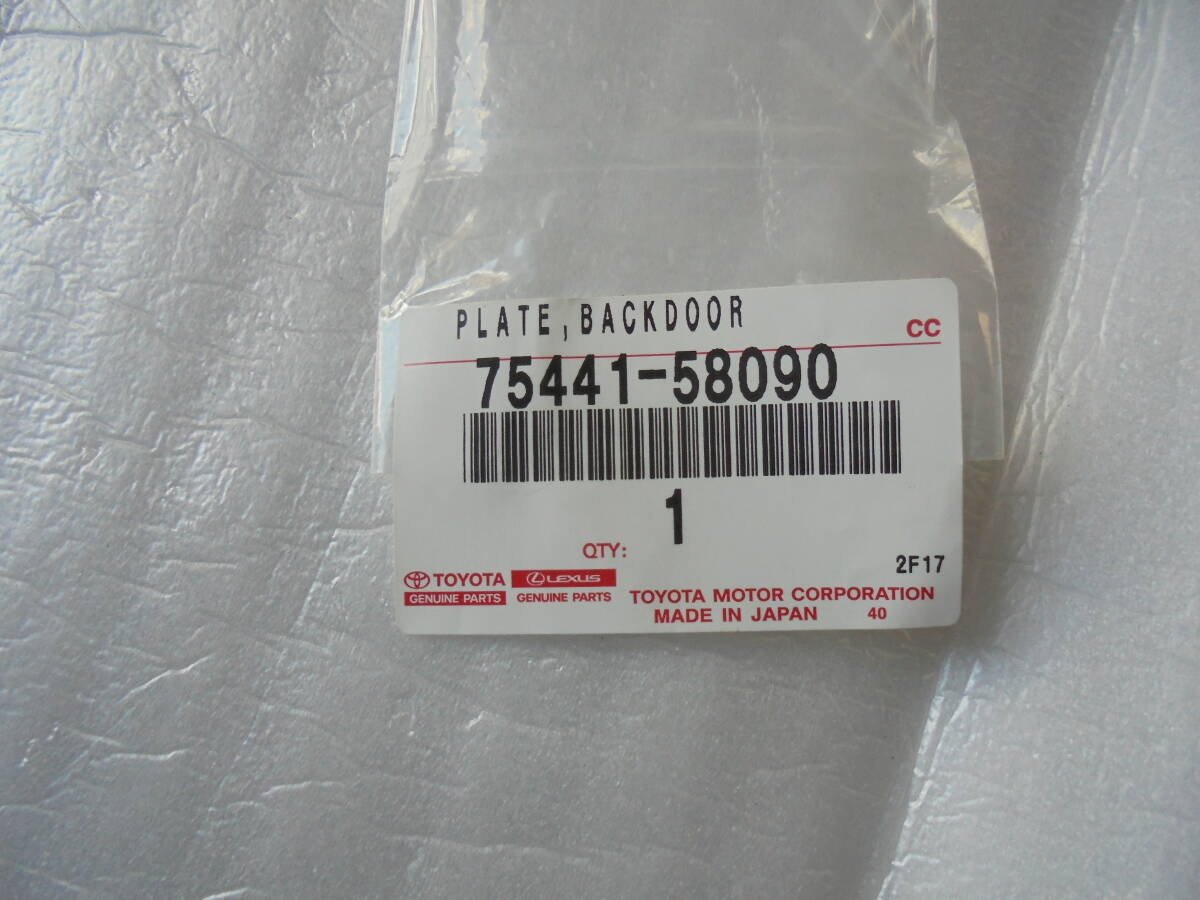 PLATE,BACKDOOR
CC
75441-58090
1
QTY:
2F17
TOYOTA
GENUINE PARTS
LEXUS
GENUINE PARTS
TOYOTA MOTOR CORPORATION
MADE IN JAPAN 40